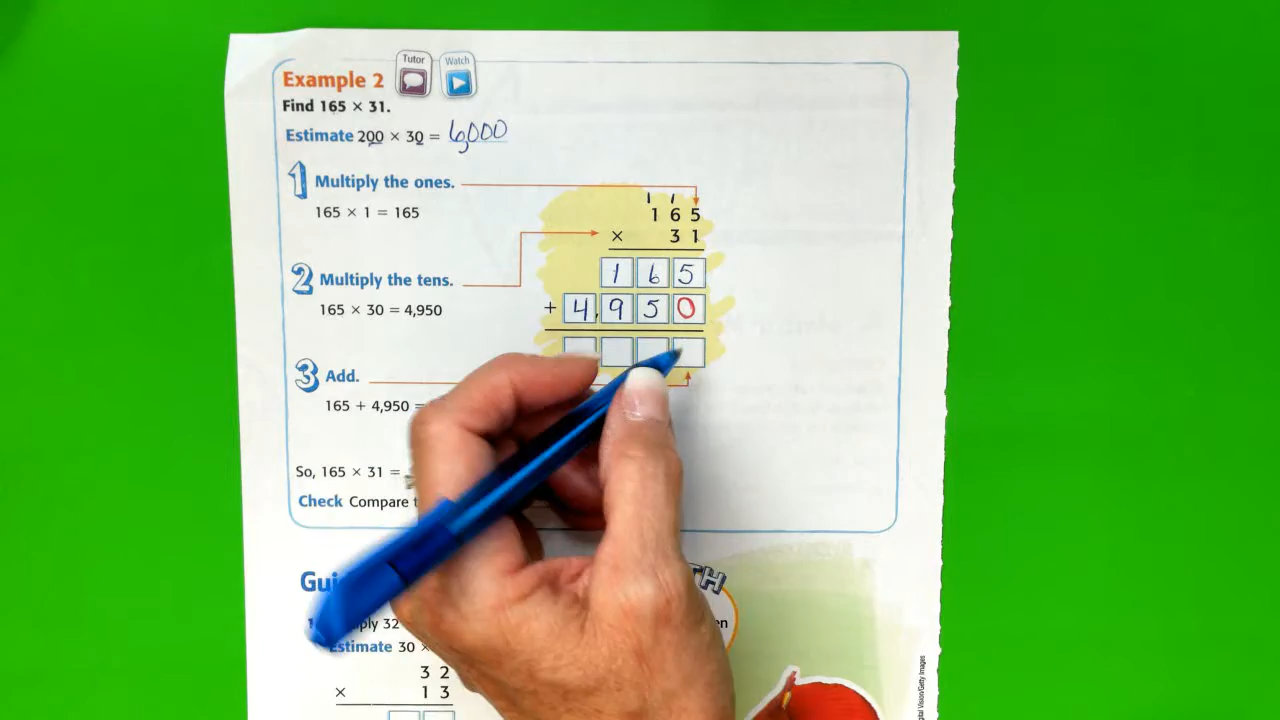 Tutor Watch
Example 2
Find 165 × 31.
Estimate 200 × 30 = 6,000
1 Multiply the ones.
165 × 1 = 165
1 1
1 6 5
× 3 1
1 6 5
+ 4,9 5 0
2 Multiply the tens.
165 × 30 = 4,950
3 Add.
165 + 4,950 =
So, 165 × 31 =
Check Compare
32
Estimate 30 ×
3 2
× 1 3